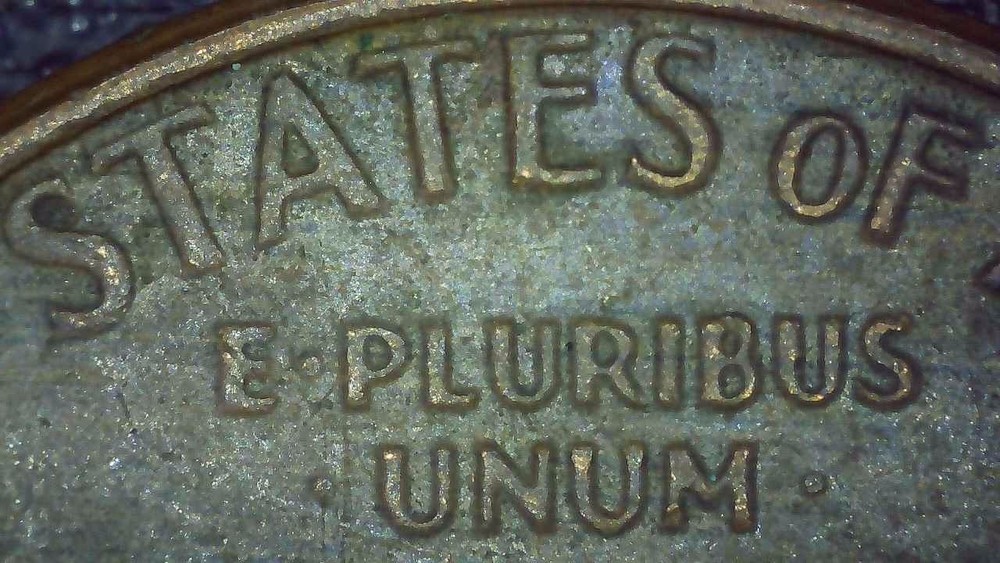 STATES OF
E·PLURIBUS
· UNUM ·